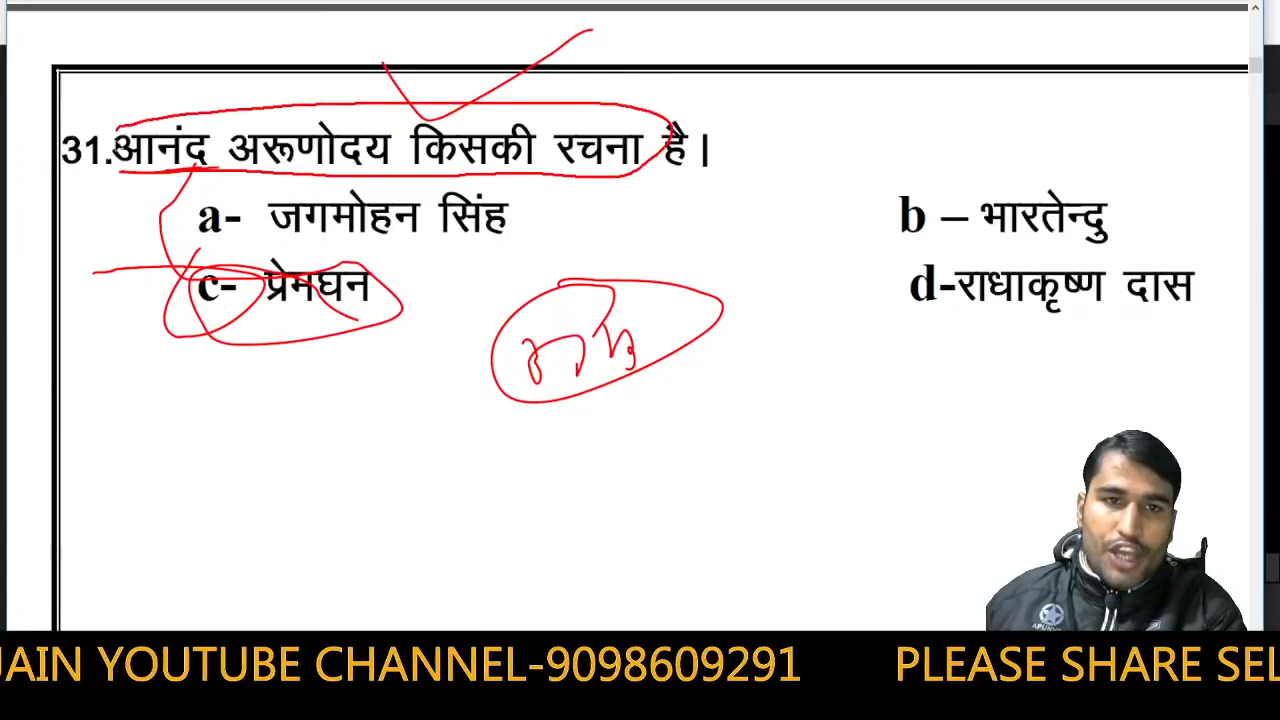 31.आनंद अरूणोदय किसकी रचना है।
a- जगमोहन सिंह b – भारतेन्दु
c- प्रेमघन d-राधाकृष्ण दास
JAIN YOUTUBE CHANNEL-9098609291 PLEASE SHARE SEL